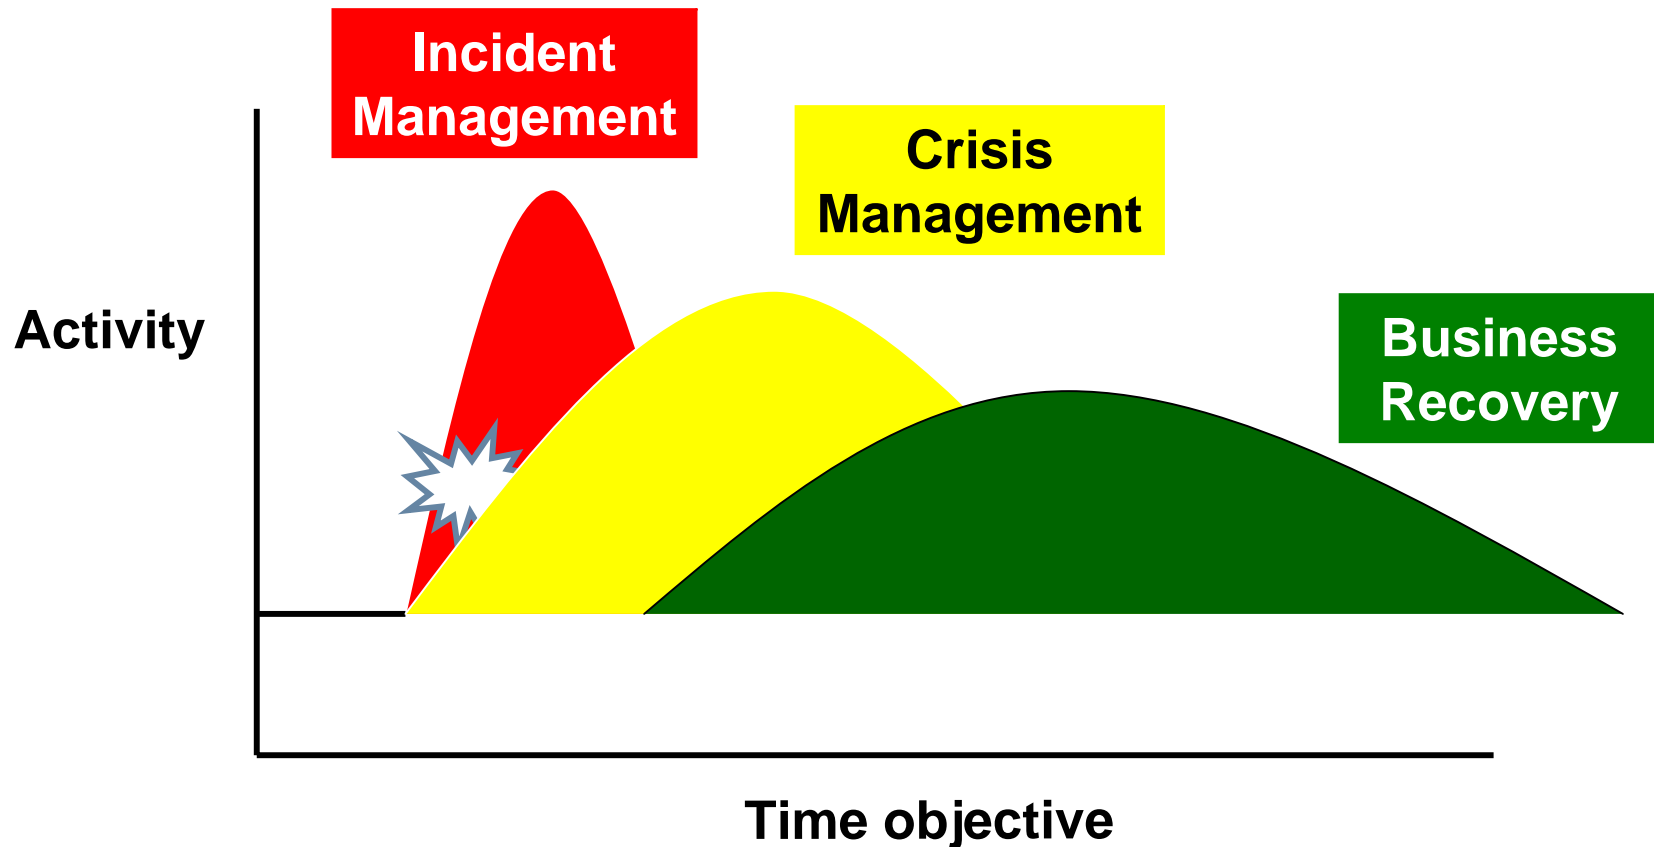 Incident
Management
Crisis
Management
Activity
Business
Recovery
Time objective